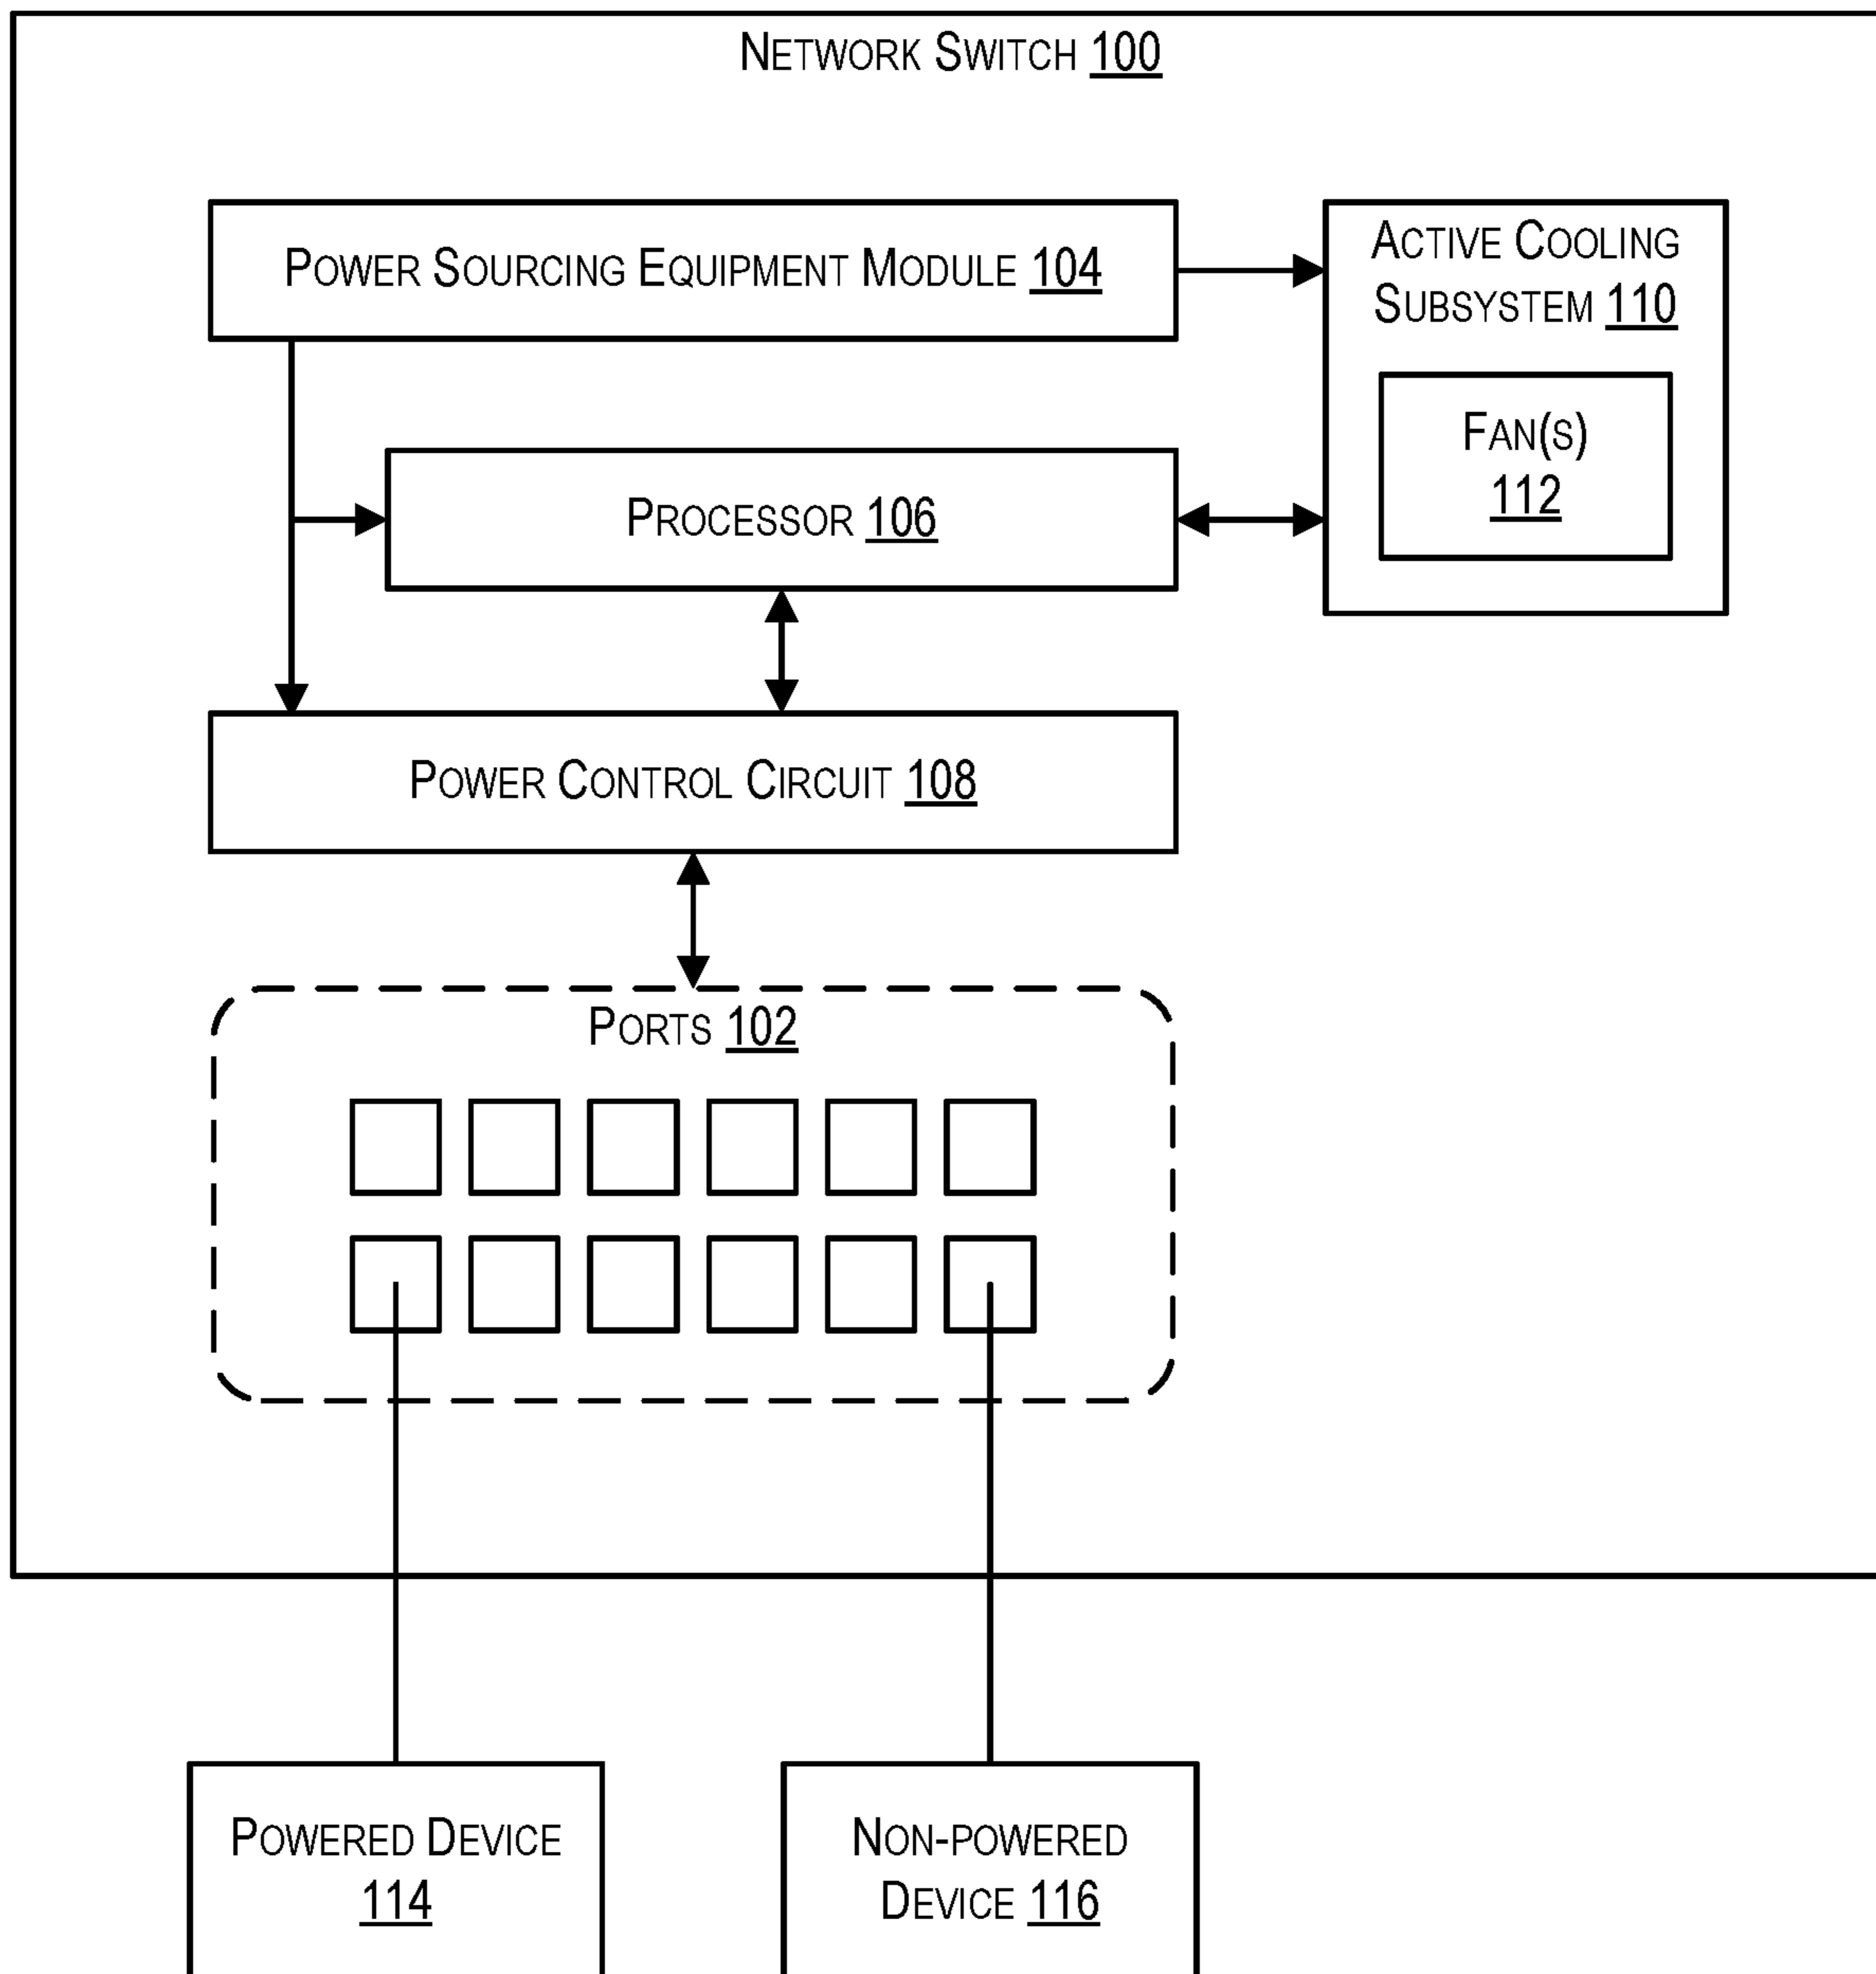 NETWORK SWITCH 100
POWER SOURCING EQUIPMENT MODULE 104
ACTIVE COOLING
SUBSYSTEM 110
FAN(S)
112
PROCESSOR 106
POWER CONTROL CIRCUIT 108
PORTS 102
POWERED DEVICE
114
NON-POWERED
DEVICE 116